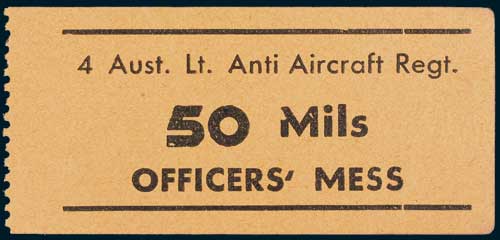 4 Aust. Lt. Anti Aircraft Regt.
50 Mils
OFFICERS' MESS